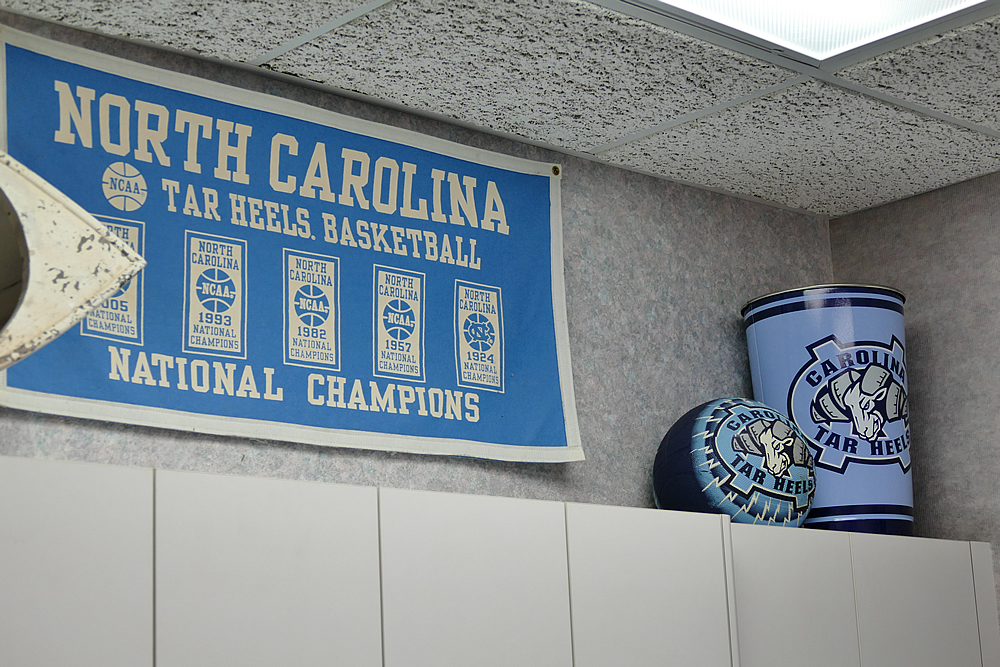 NORTH CAROLINA
NCAA
TAR HEELS. BASKETBALL
CHAMPIONS
NORTH
CAROLINA
NCAA
1993
NATIONAL
CHAMPIONS
NORTH
CAROLINA
NCAA
1982
NATIONAL
CHAMPIONS
NORTH
CAROLINA
NCAA
1957
NATIONAL
CHAMPIONS
NORTH
CAROLINA
NC
1924
NATIONAL
CHAMPIONS
NATIONAL CHAMPIONS
CAROLINA
TAR HEELS
TAR HEELS